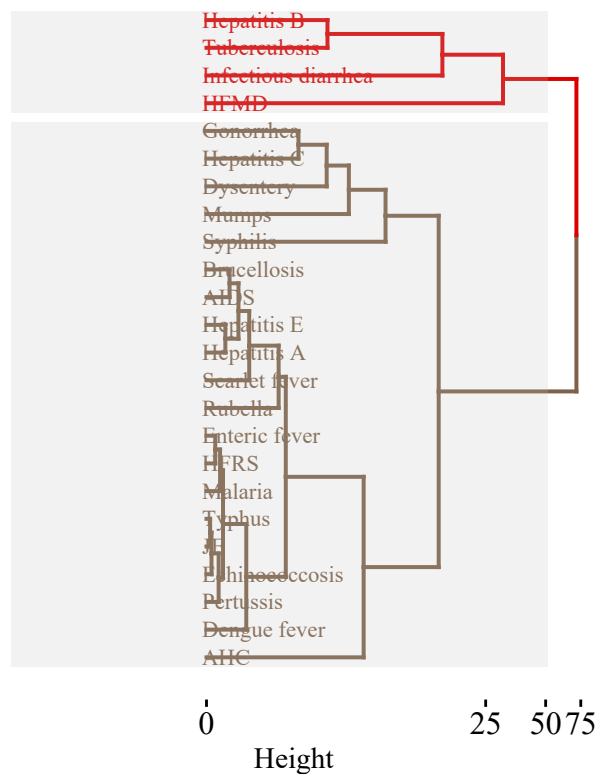 Hepatitis B
Tuberculosis
Infectious diarrhea
HFMD
Gonorrhea
Hepatitis C
Dysentery
Mumps
Syphilis
Brucellosis
AIDS
Hepatitis E
Hepatitis A
Scarlet fever
Rubella
Enteric fever
HFRS
Malaria
Typhus
JE
Echinococcosis
Pertussis
Dengue fever
AHC
0 25 50 75
Height